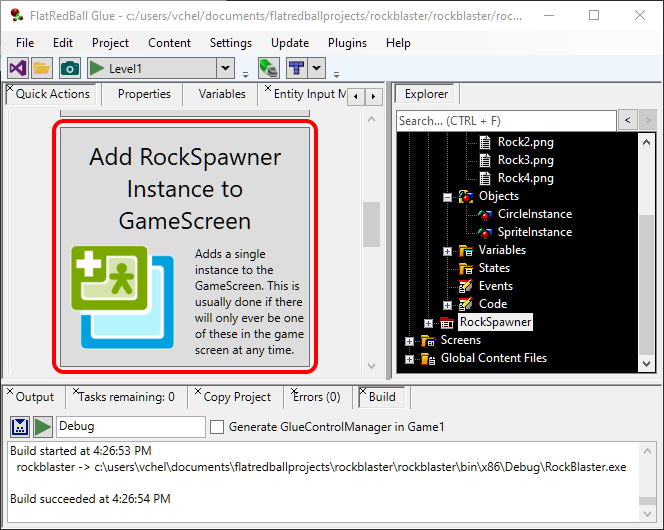 FlatRedBall Glue - c:/users/vchel/documents/flatredballprojects/rockblaster/rockblaster/roc...
File Edit Project Content Settings Update Plugins Help
Level1
Quick Actions Properties Variables Entity Input M
Add RockSpawner
Instance to
GameScreen
Adds a single
instance to the
GameScreen. This is
usually done if there
will only ever be one
of these in the game
screen at any time.
Explorer
Search... (CTRL + F)
Rock2.png
Rock3.png
Rock4.png
Objects
CircleInstance
SpriteInstance
Variables
States
Events
Code
RockSpawner
Screens
Global Content Files
Output Tasks remaining: 0 Copy Project Errors (0) Build
Debug Generate GlueControlManager in Game1
Build started at 4:26:53 PM
rockblaster -> c:\users\vchel\documents\flatredballprojects\rockblaster\rockblaster\bin\x86\Debug\RockBlaster.exe
Build succeeded at 4:26:54 PM